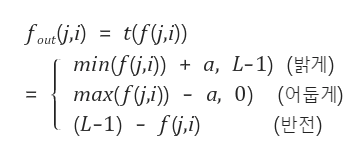 f_out(j,i) = t(f(j,i))
min(f(j,i)) + a, L-1) (밝게)
= { max(f(j,i)) - a, 0) (어둡게)
(L-1) - f(j,i) (반전)